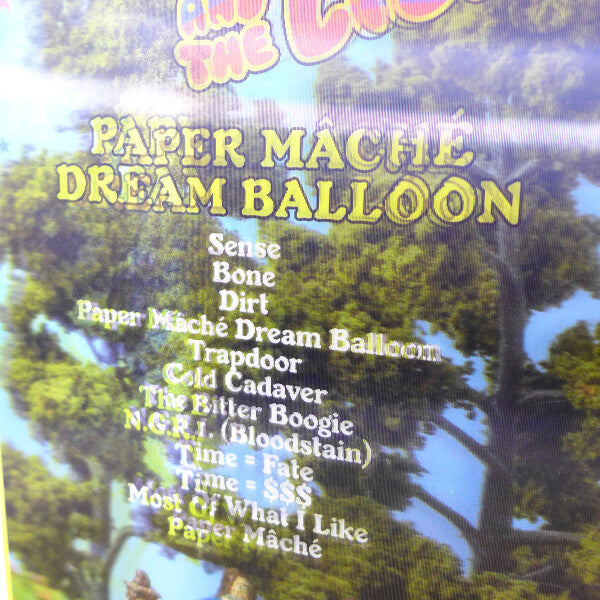 AND
THE
PAPER MÂCHÉ
DREAM BALLOON
Sense
Bone
Dirt
Paper Mâché Dream Balloon
Trapdoor
Cold Cadaver
The Bitter Boogie
N.G.R.I. (Bloodstain)
Time = Fate
Time = $$$
Most Of What I Like
Paper Mâché